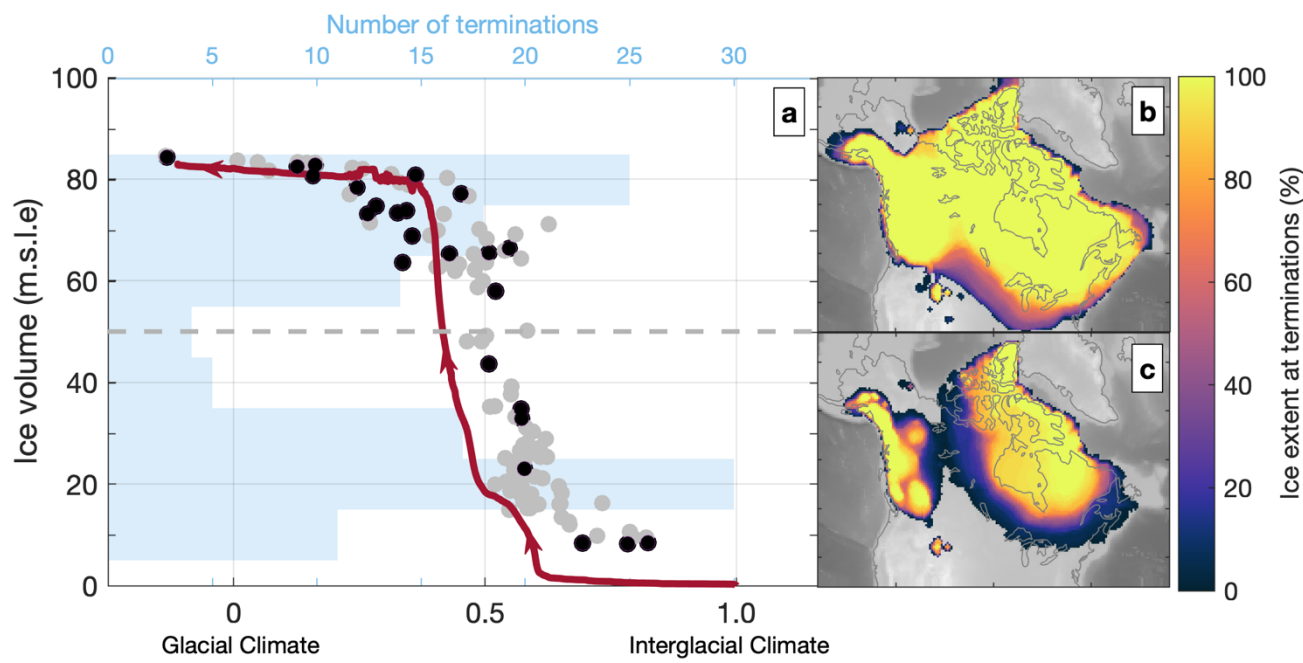 Number of terminations
0 5 10 15 20 25 30
100
80
60
40
20
0
Ice volume (m.s.l.e)
a
b
c
0 0.5 1.0
Glacial Climate Interglacial Climate
100
80
60
40
20
0
Ice extent at terminations (%)